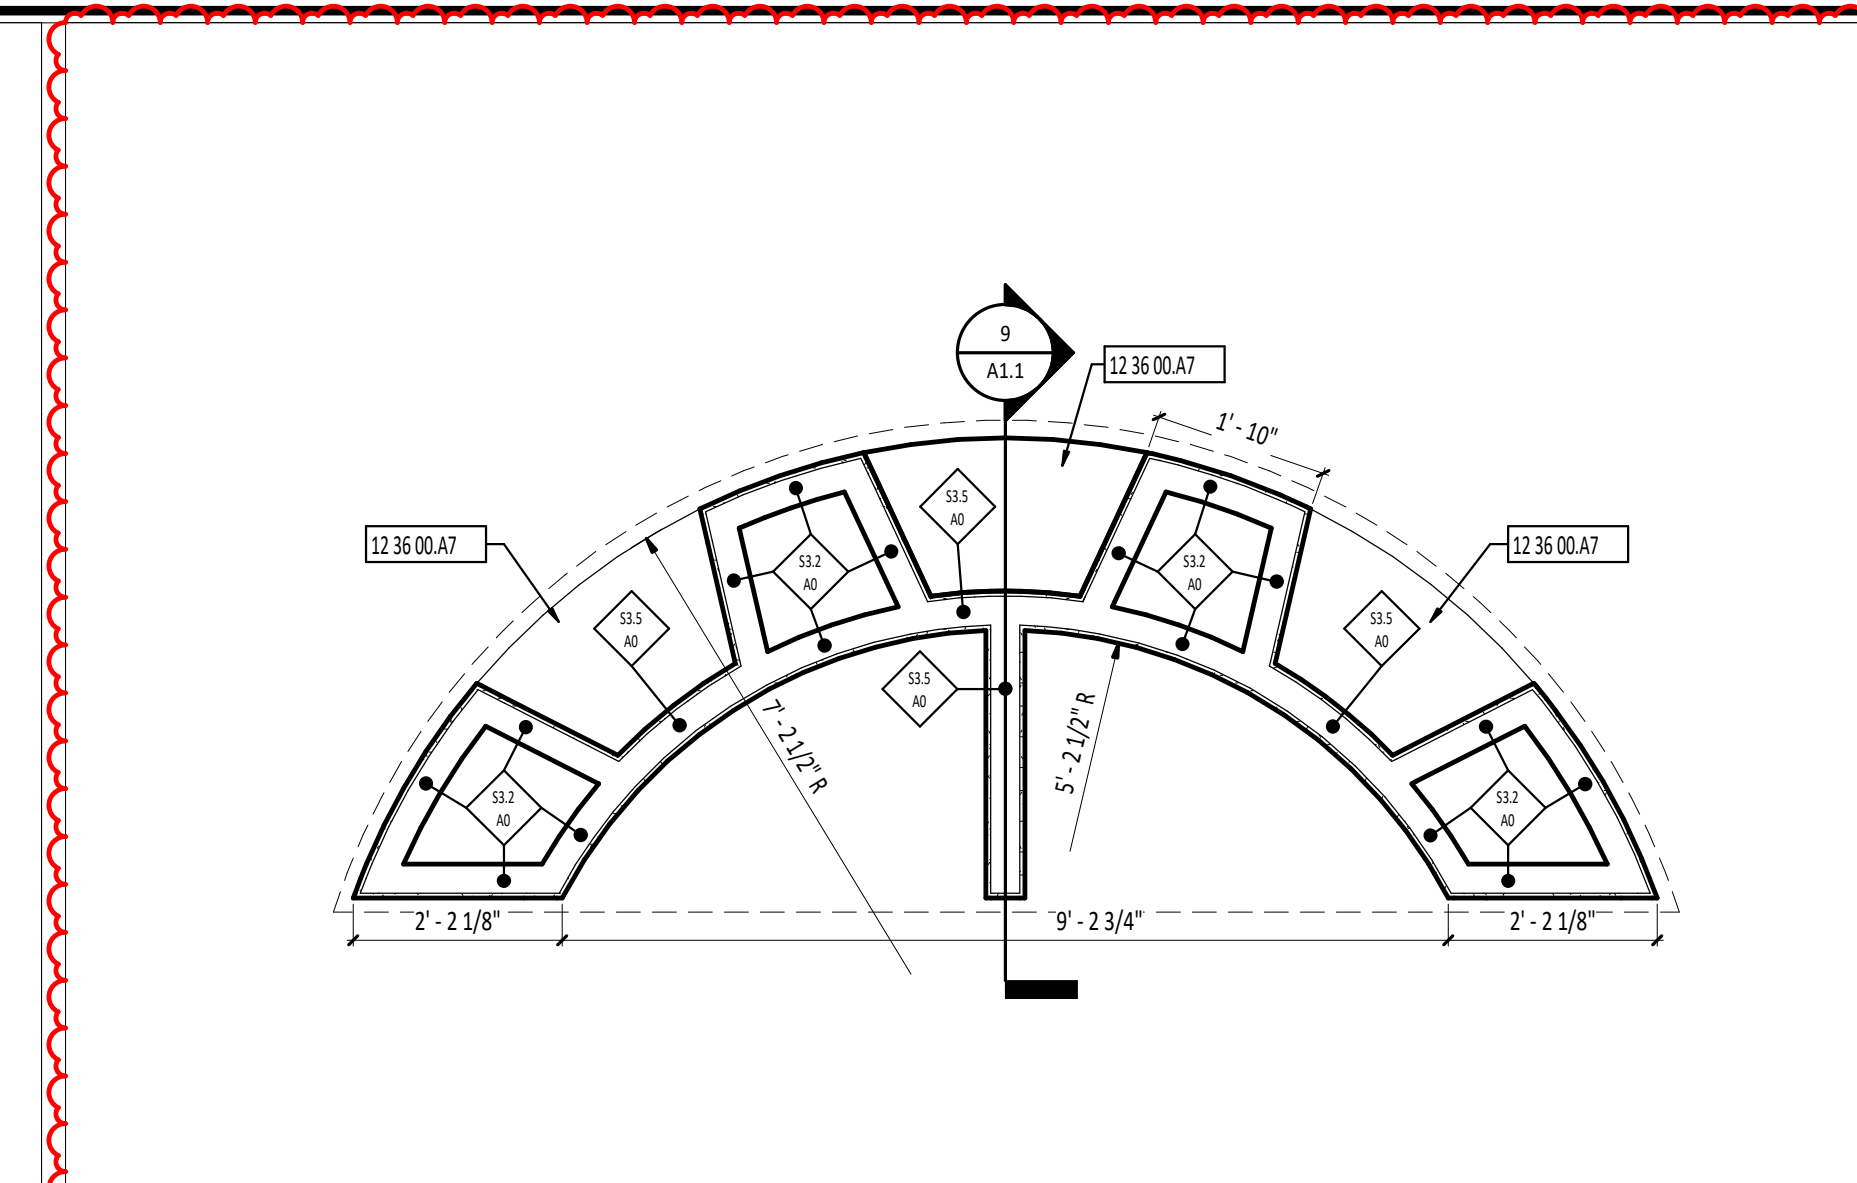 9
A1.1
12 36 00.A7
1' - 10"
S3.5
A0
12 36 00.A7
12 36 00.A7
S3.2
A0
S3.2
A0
S3.5
A0
S3.5
A0
S3.5
A0
7' - 2 1/2" R
5' - 2 1/2" R
S3.2
A0
S3.2
A0
2' - 2 1/8"
9' - 2 3/4"
2' - 2 1/8"